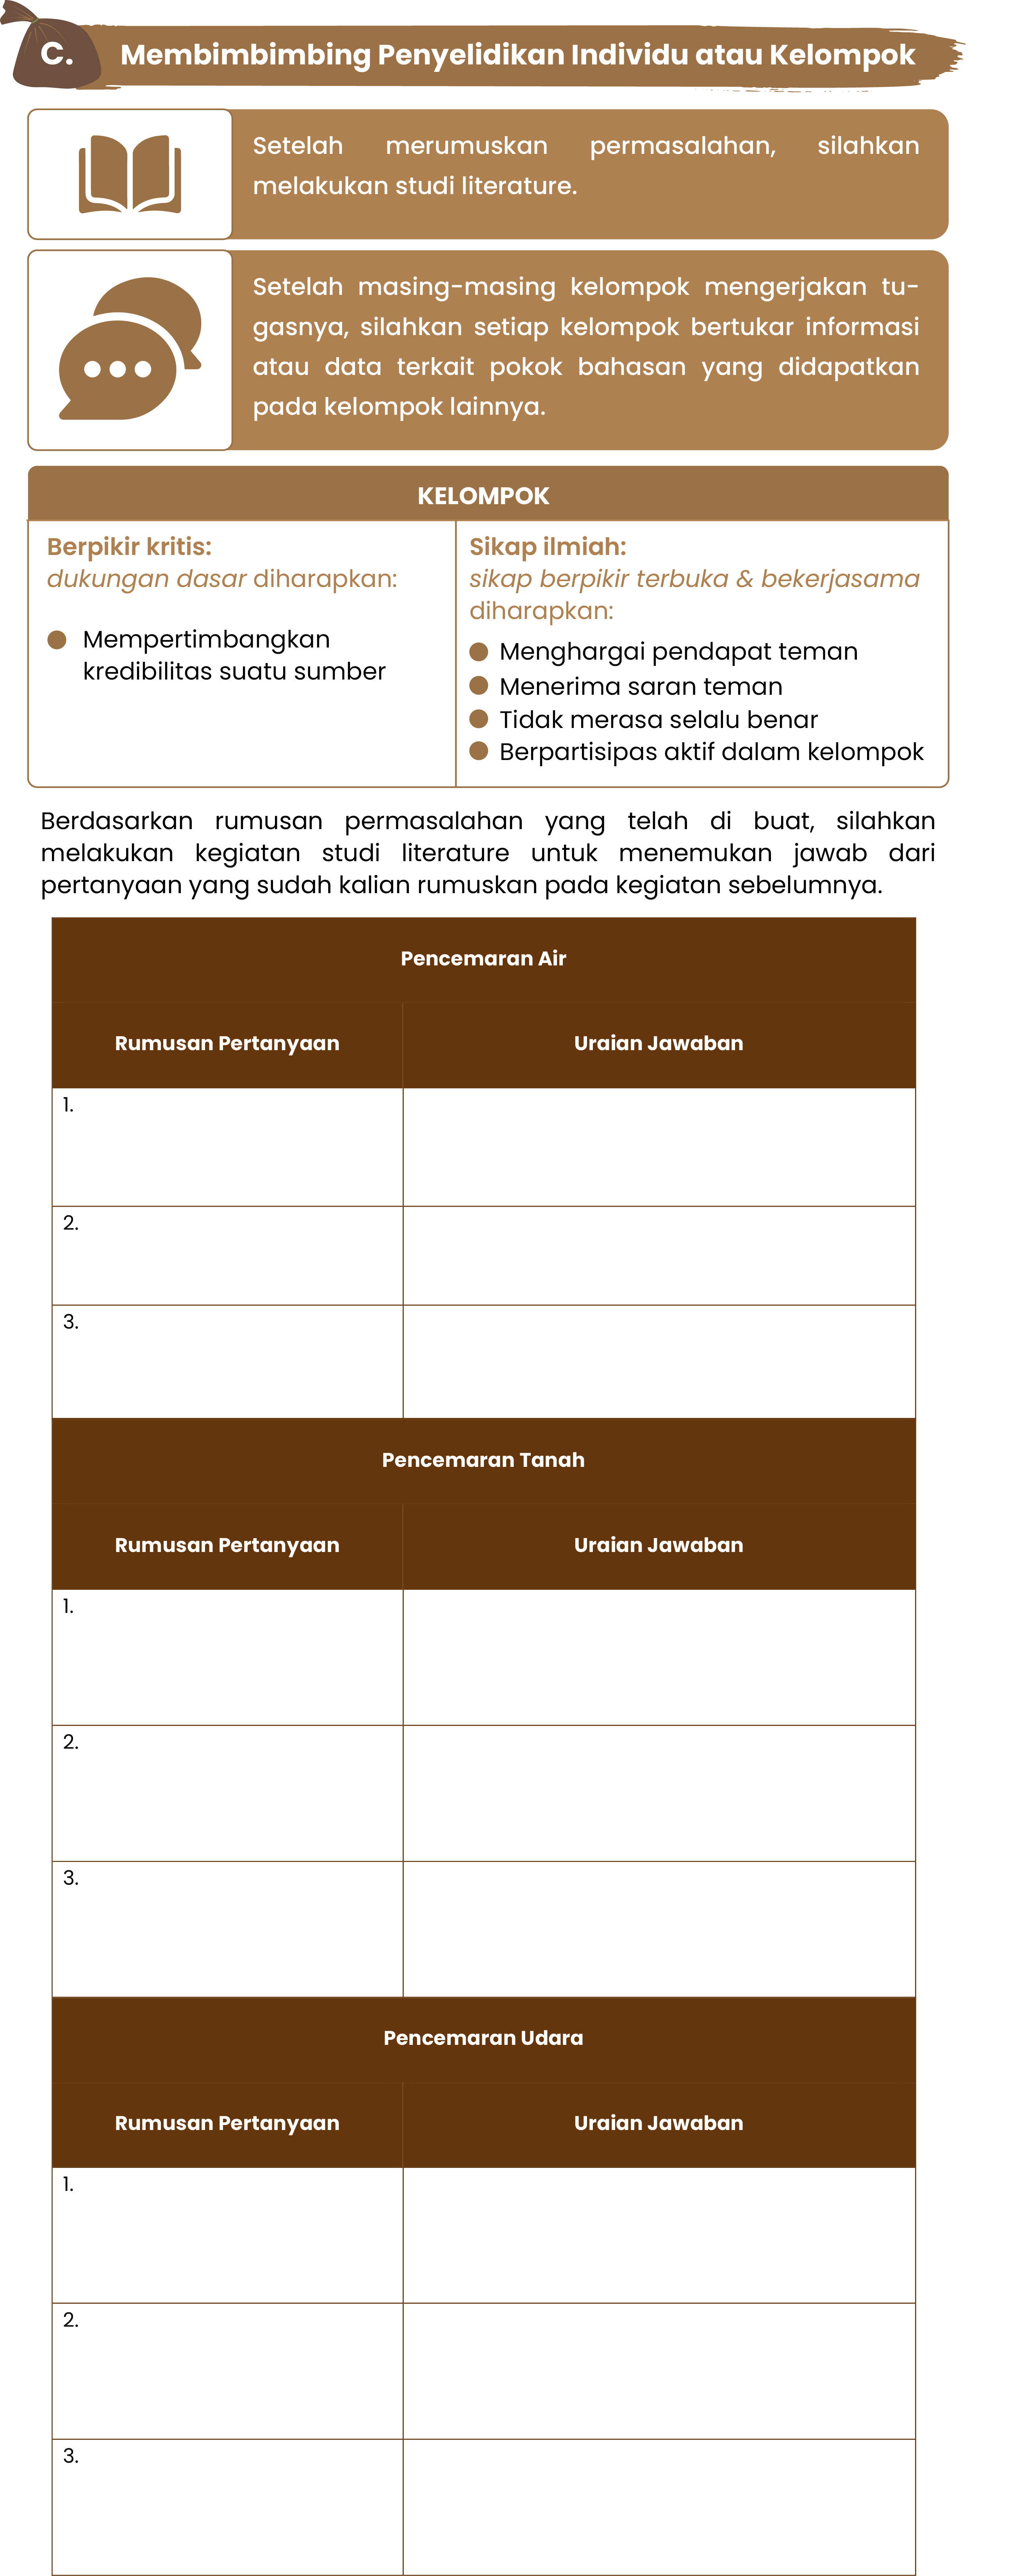 C. Membimbimbing Penyelidikan Individu atau Kelompok
Setelah merumuskan permasalahan, silahkan
melakukan studi literature.
Setelah masing-masing kelompok mengerjakan tu-
gasnya, silahkan setiap kelompok bertukar informasi
atau data terkait pokok bahasan yang didapatkan
pada kelompok lainnya.
KELOMPOK
Berpikir kritis:
dukungan dasar diharapkan:
Mempertimbangkan
kredibilitas suatu sumber
Sikap ilmiah:
sikap berpikir terbuka & bekerjasama
diharapkan:
Menghargai pendapat teman
Menerima saran teman
Tidak merasa selalu benar
Berpartisipas aktif dalam kelompok
Berdasarkan rumusan permasalahan yang telah di buat, silahkan
melakukan kegiatan studi literature untuk menemukan jawab dari
pertanyaan yang sudah kalian rumuskan pada kegiatan sebelumnya.
Pencemaran Air
Rumusan Pertanyaan Uraian Jawaban
1.
2.
3.
Pencemaran Tanah
Rumusan Pertanyaan Uraian Jawaban
1.
2.
3.
Pencemaran Udara
Rumusan Pertanyaan Uraian Jawaban
1.
2.
3.